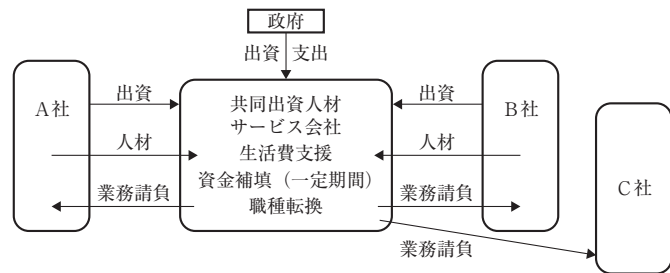 政府
出資 支出
A社
出資
人材
業務請負
共同出資人材
サービス会社
生活費支援
資金補填（一定期間）
職種転換
出資
人材
業務請負
B社
業務請負
C社